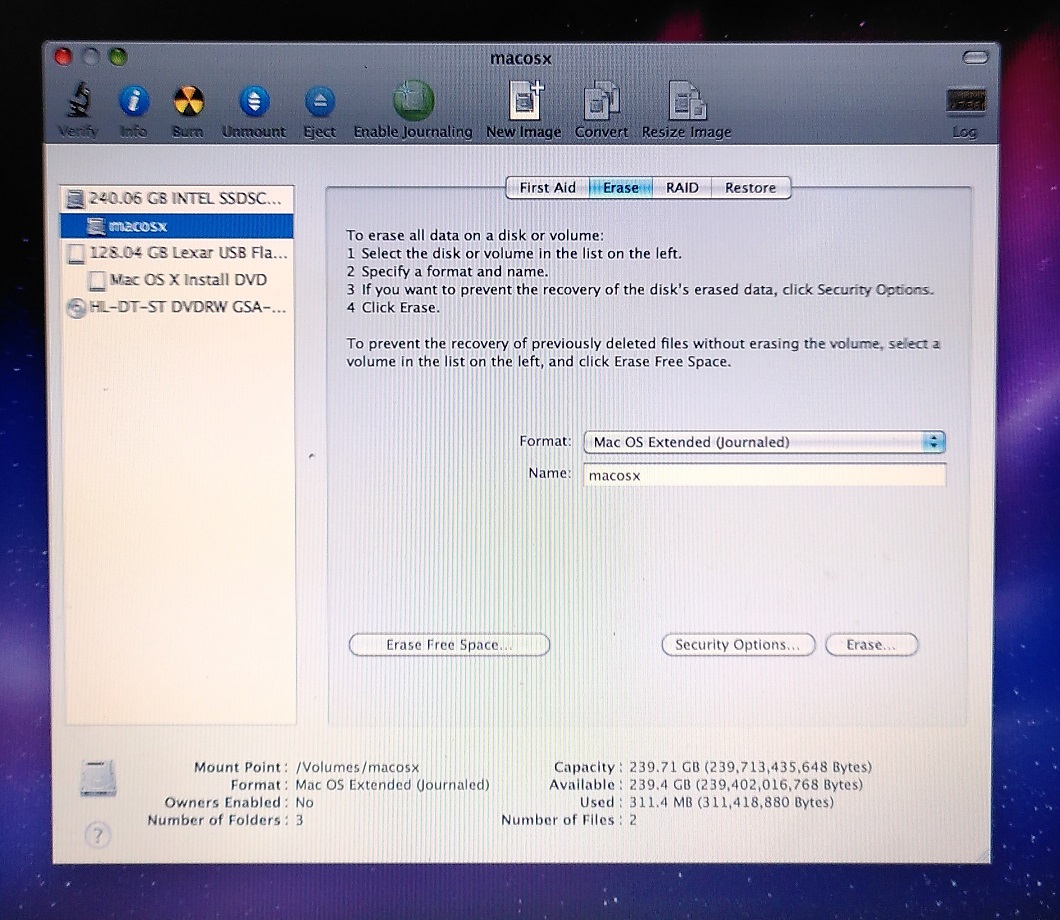 macosx
Verify Info Burn Unmount Eject Enable Journaling New Image Convert Resize Image Log
240.06 GB INTEL SSDSC...
macosx
128.04 GB Lexar USB Fla...
Mac OS X Install DVD
HL-DT-ST DVDRW GSA-...
First Aid Erase RAID Restore
To erase all data on a disk or volume:
1 Select the disk or volume in the list on the left.
2 Specify a format and name.
3 If you want to prevent the recovery of the disk's erased data, click Security Options.
4 Click Erase.
To prevent the recovery of previously deleted files without erasing the volume, select a
volume in the list on the left, and click Erase Free Space.
Format: Mac OS Extended (Journaled)
Name: macosx
Erase Free Space... Security Options... Erase...
Mount Point : /Volumes/macosx Capacity : 239.71 GB (239,713,435,648 Bytes)
Format : Mac OS Extended (Journaled) Available : 239.4 GB (239,402,016,768 Bytes)
Owners Enabled : No Used : 311.4 MB (311,418,880 Bytes)
Number of Folders : 3 Number of Files : 2
?